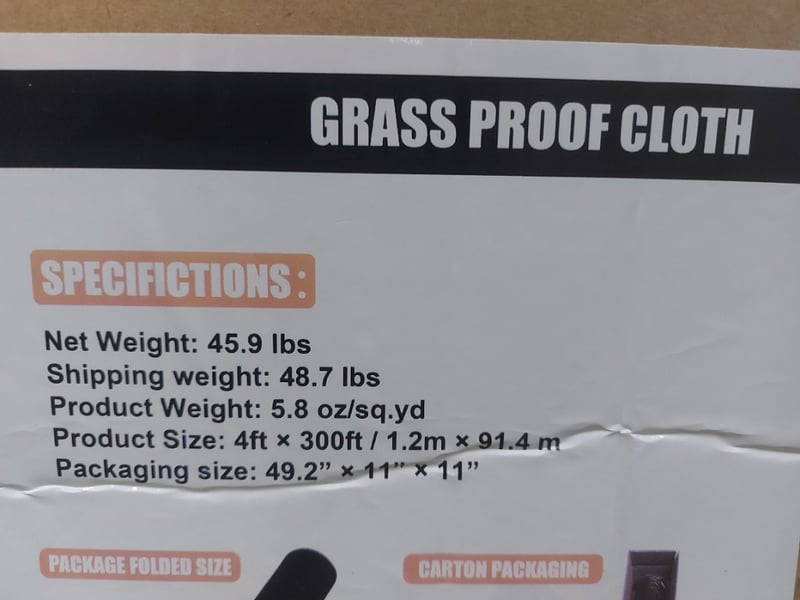 GRASS PROOF CLOTH
SPECIFICTIONS:
Net Weight: 45.9 lbs
Shipping weight: 48.7 lbs
Product Weight: 5.8 oz/sq.yd
Product Size: 4ft × 300ft / 1.2m × 91.4 m
Packaging size: 49.2” × 11” × 11”
PACKAGE FOLDED SIZE
CARTON PACKAGING